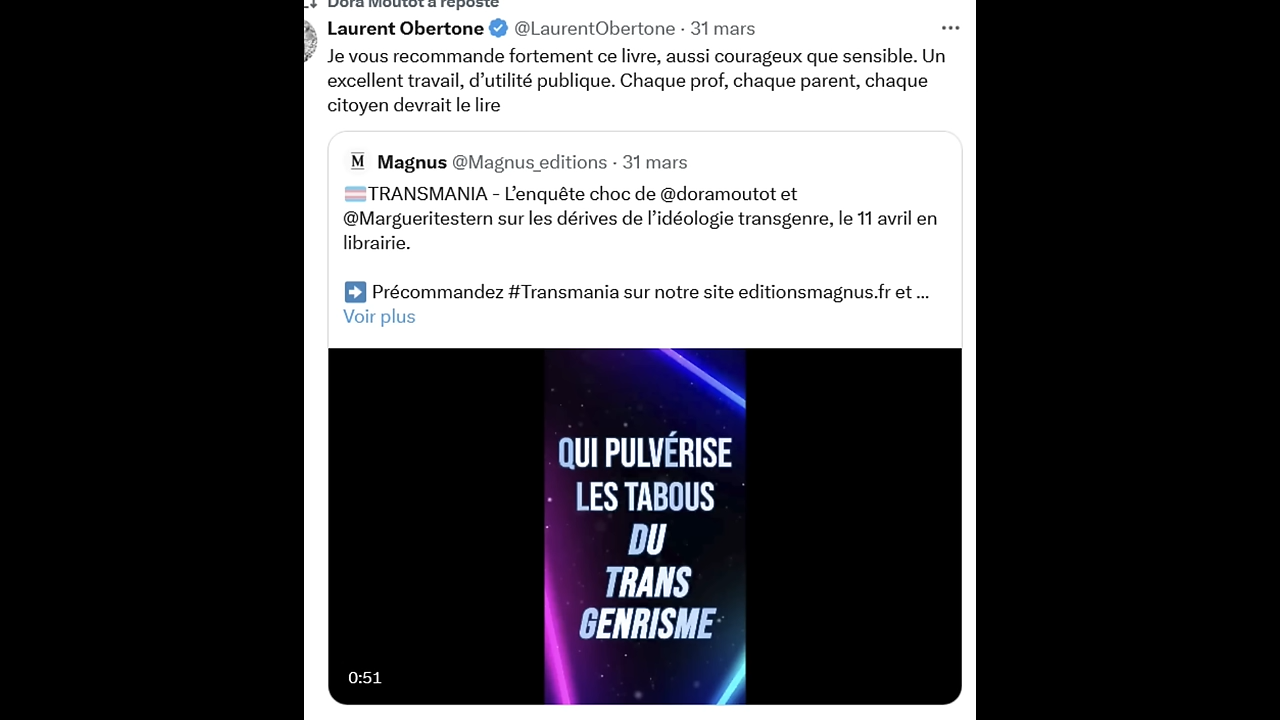 Dora Moutot a reposté
Laurent Obertone @LaurentObertone · 31 mars
Je vous recommande fortement ce livre, aussi courageux que sensible. Un
excellent travail, d’utilité publique. Chaque prof, chaque parent, chaque
citoyen devrait le lire
M Magnus @Magnus_editions · 31 mars
TRANSMANIA - L’enquête choc de @doramoutot et
@Margueritestern sur les dérives de l’idéologie transgenre, le 11 avril en
librairie.
Précommandez #Transmania sur notre site editionsmagnus.fr et ...
Voir plus
QUI PULVÉRISE
LES TABOUS
DU
TRANS
GENRISME
0:51